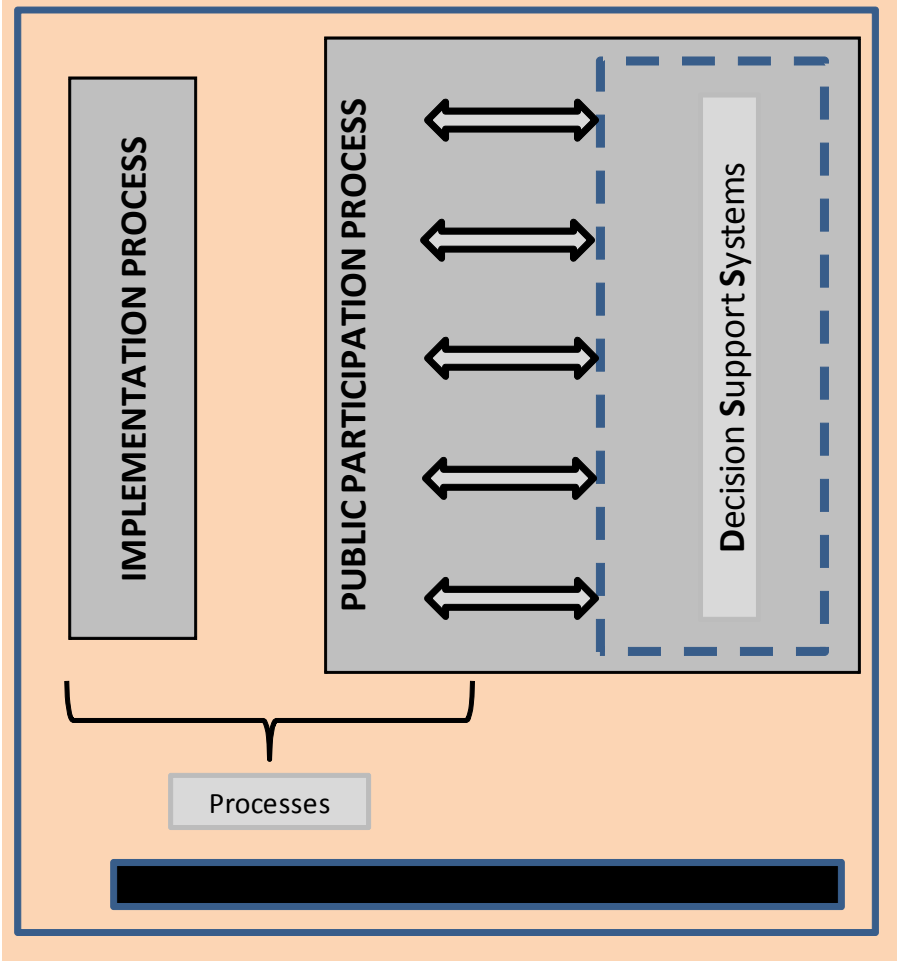 IMPLEMENTATION PROCESS
PUBLIC PARTICIPATION PROCESS
Decision Support Systems
Processes